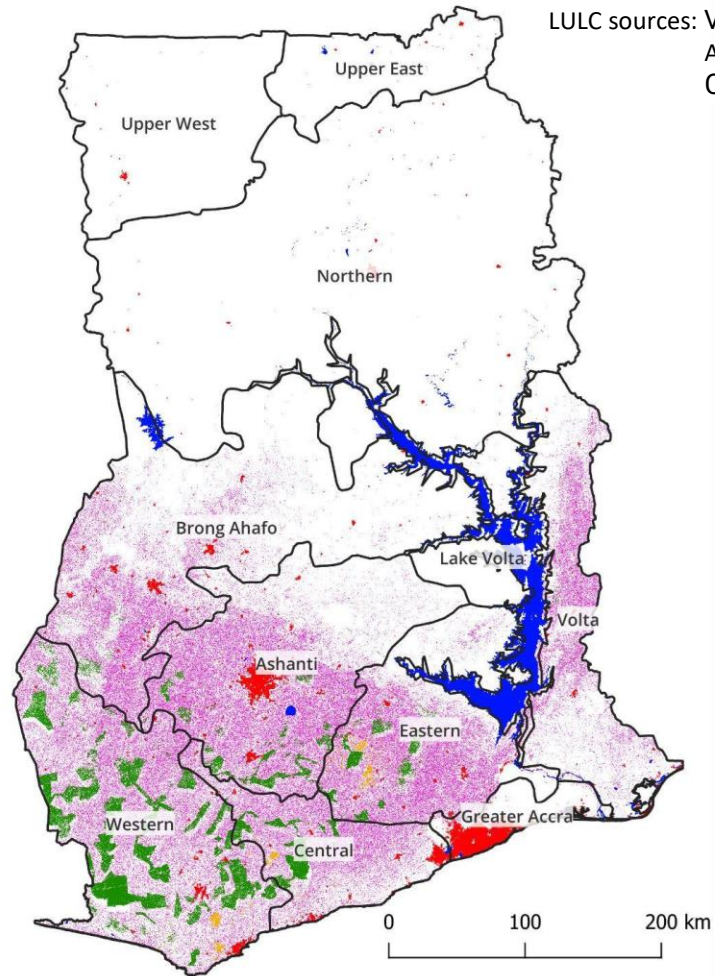 LULC sources: V
A
C
Upper East
Upper West
Northern
Brong Ahafo
Lake Volta
Volta
Ashanti
Eastern
Western
Central
Greater Accra
0 100 200 km